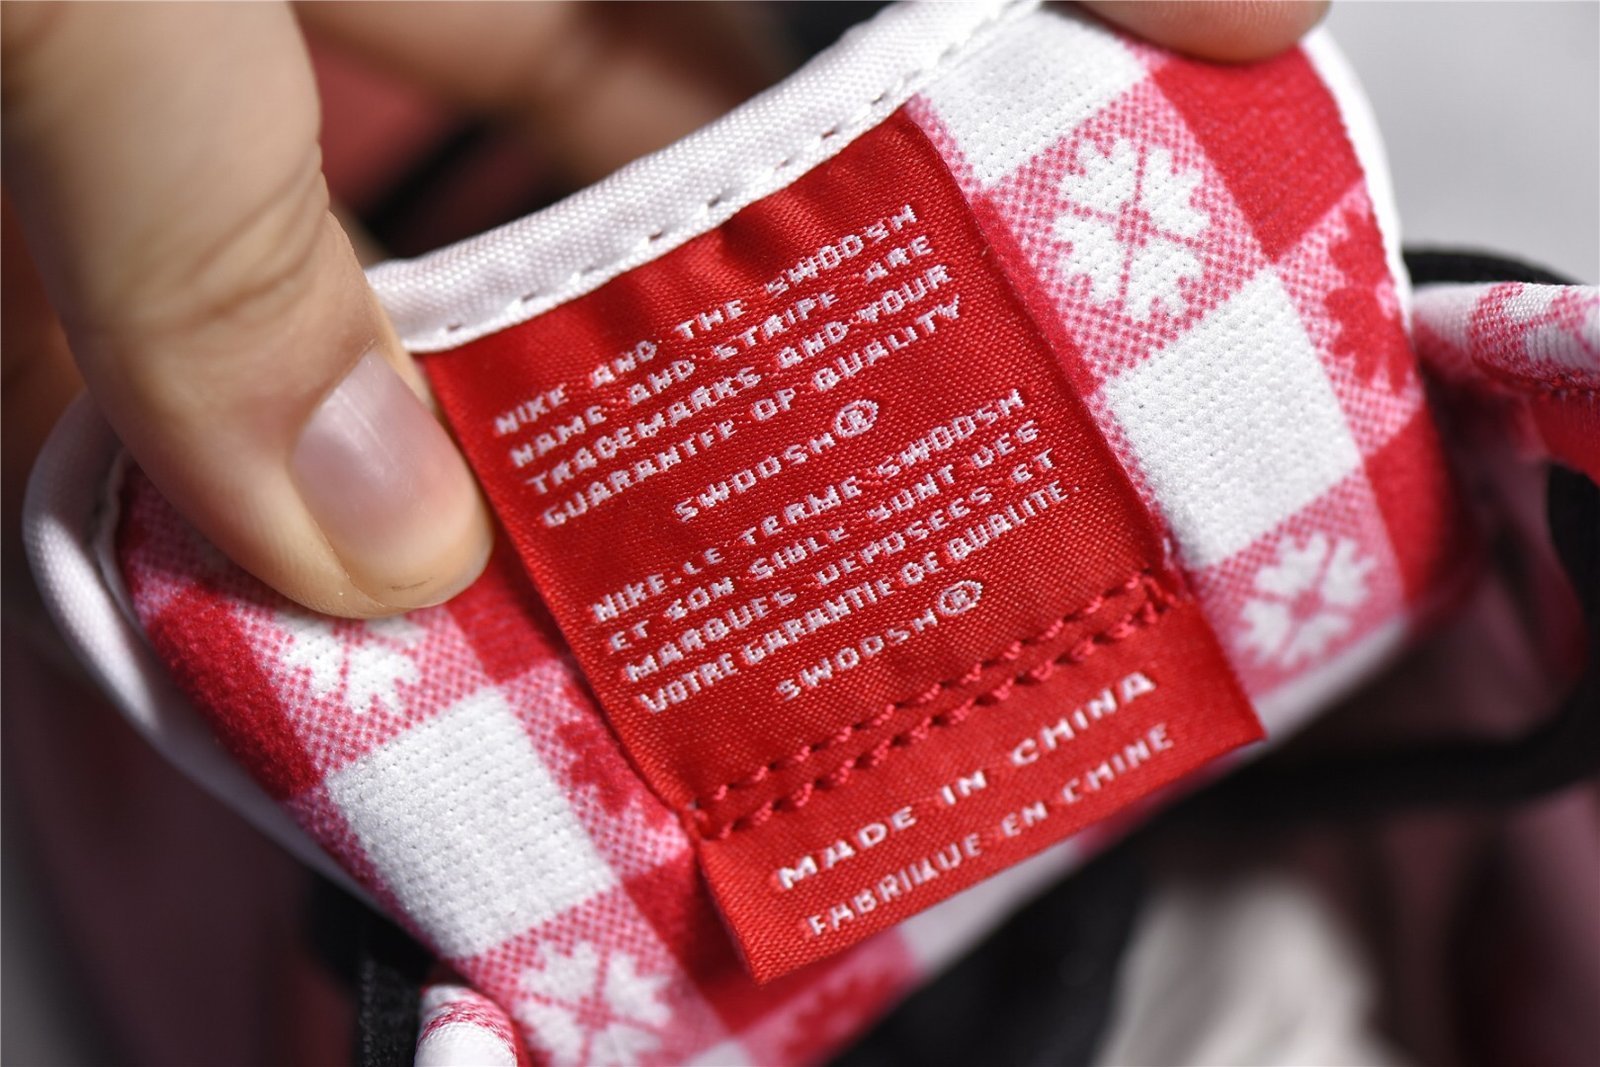 NIKE AND THE SWOOSH
NAME AND STRIPE ARE
TRADEMARKS AND YOUR
GUARANTEE OF QUALITY
SWOOSH®
NIKE.LE TERME SWOOSH
ET SON SIGLE SONT DES
MARQUES DEPOSEES ET
VOTRE GARANTIE DE QUALITE.
SWOOSH®
MADE IN CHINA
FABRIQUE EN CHINE